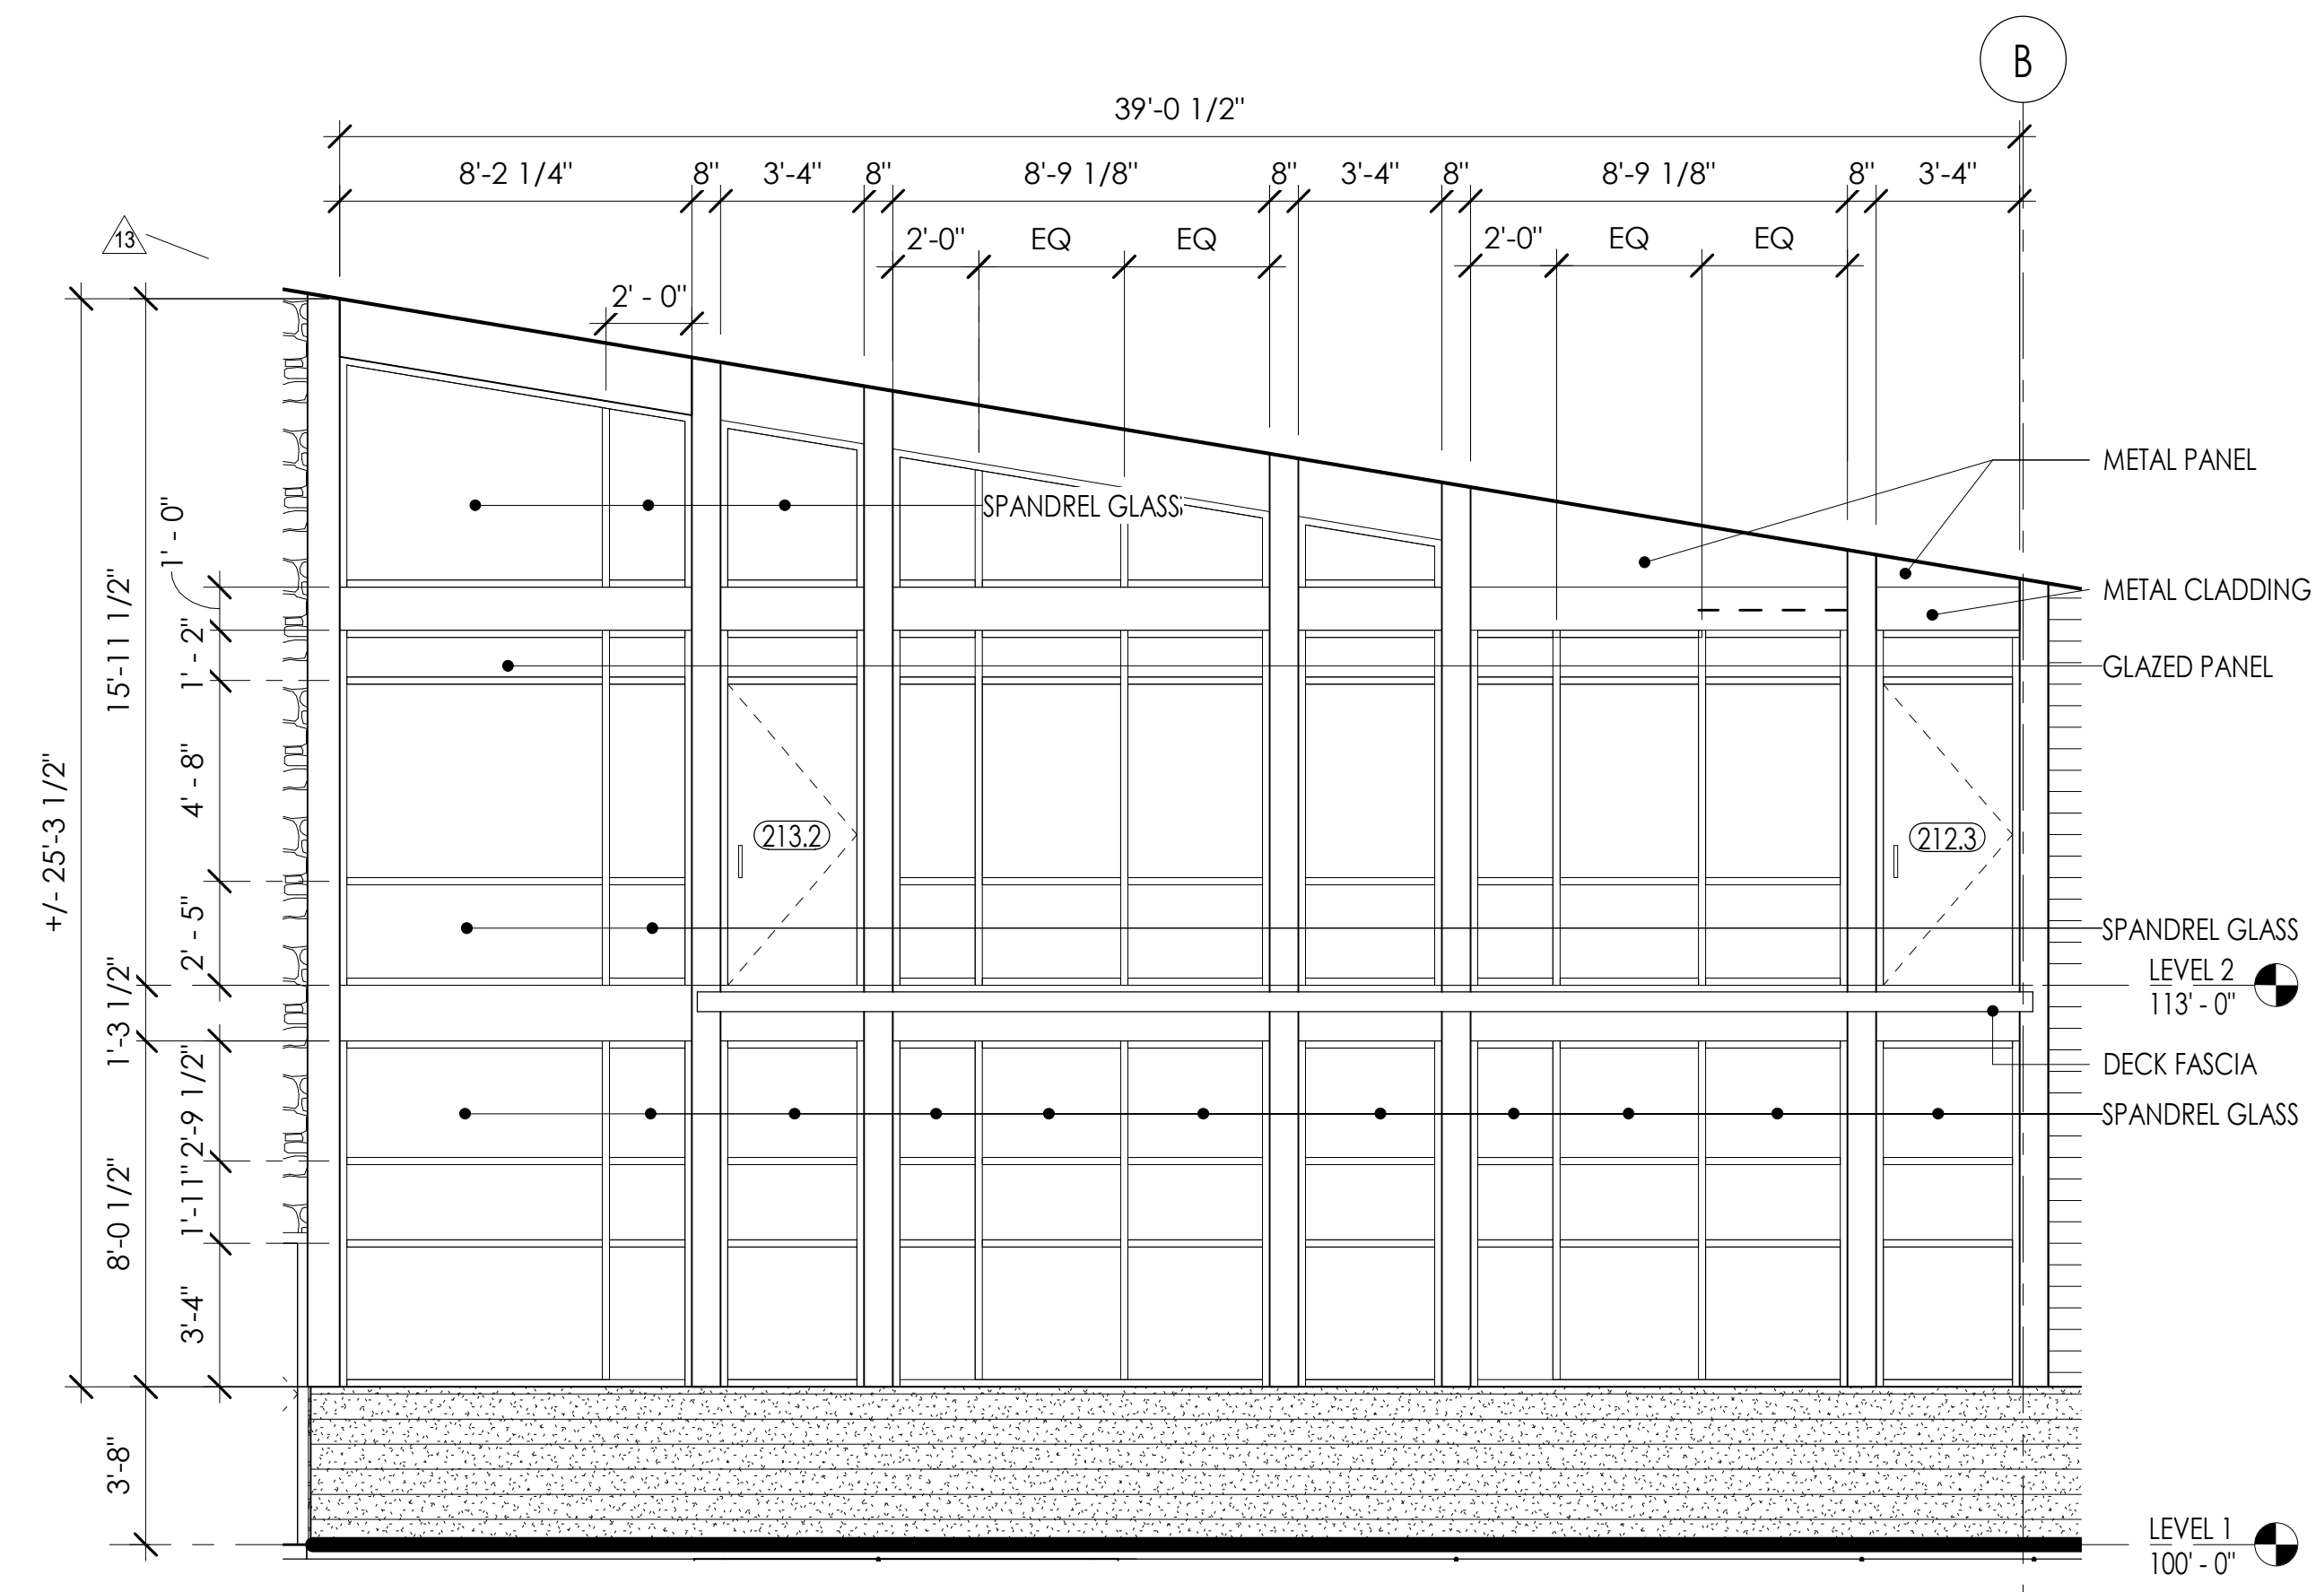 B
39'-0 1/2"
8'-2 1/4" 8" 3'-4" 8" 8'-9 1/8" 8" 3'-4" 8" 8'-9 1/8" 8" 3'-4"
13
2'-0" EQ EQ 2'-0" EQ EQ
2' - 0"
METAL PANEL
SPANDREL GLASS
1' - 0"
METAL CLADDING
15'-11 1/2"
1' - 2"
GLAZED PANEL
4' - 8"
213.2
212.3
+/- 25'-3 1/2"
2' - 5"
SPANDREL GLASS
LEVEL 2
113' - 0"
1'-3 1/2"
DECK FASCIA
2'-9 1/2"
SPANDREL GLASS
1'-11"
8'-0 1/2"
3'-4"
3'-8"
LEVEL 1
100' - 0"